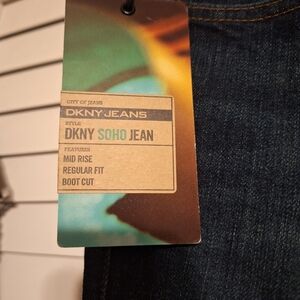 CITY OF JEANS
DKNY JEANS
STYLE
DKNY SOHO JEAN
FEATURES
MID RISE
REGULAR FIT
BOOT CUT